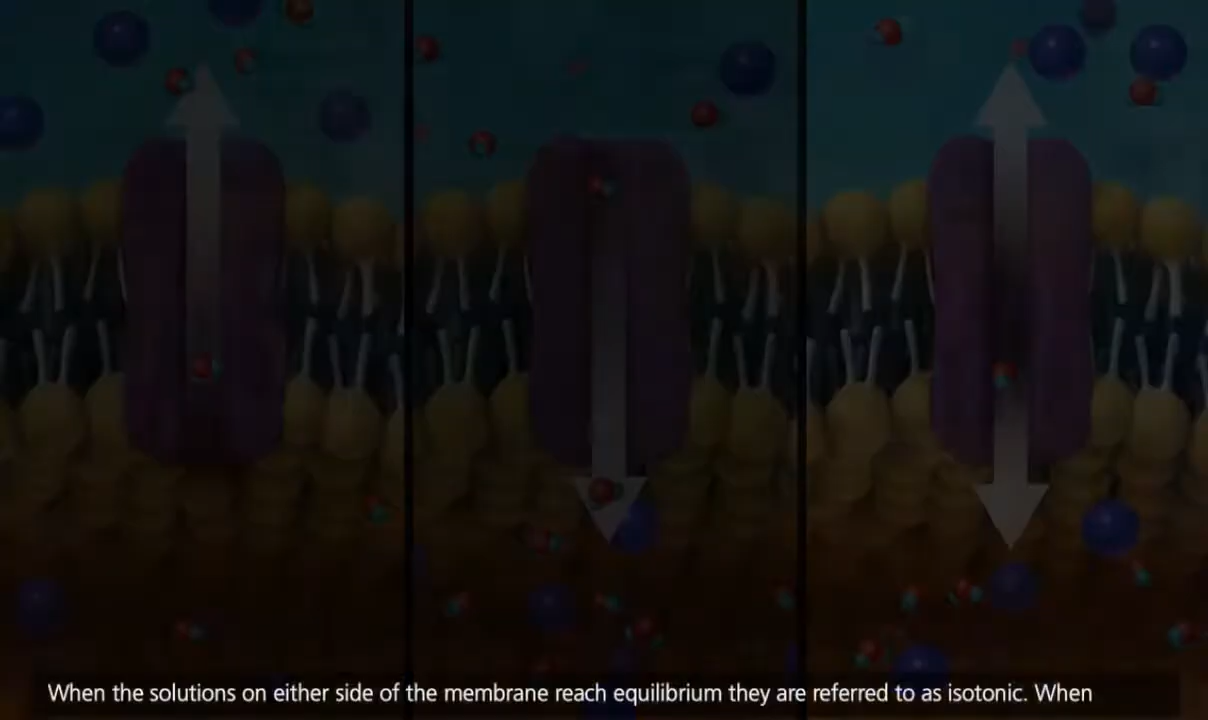 When the solutions on either side of the membrane reach equilibrium they are referred to as isotonic. When